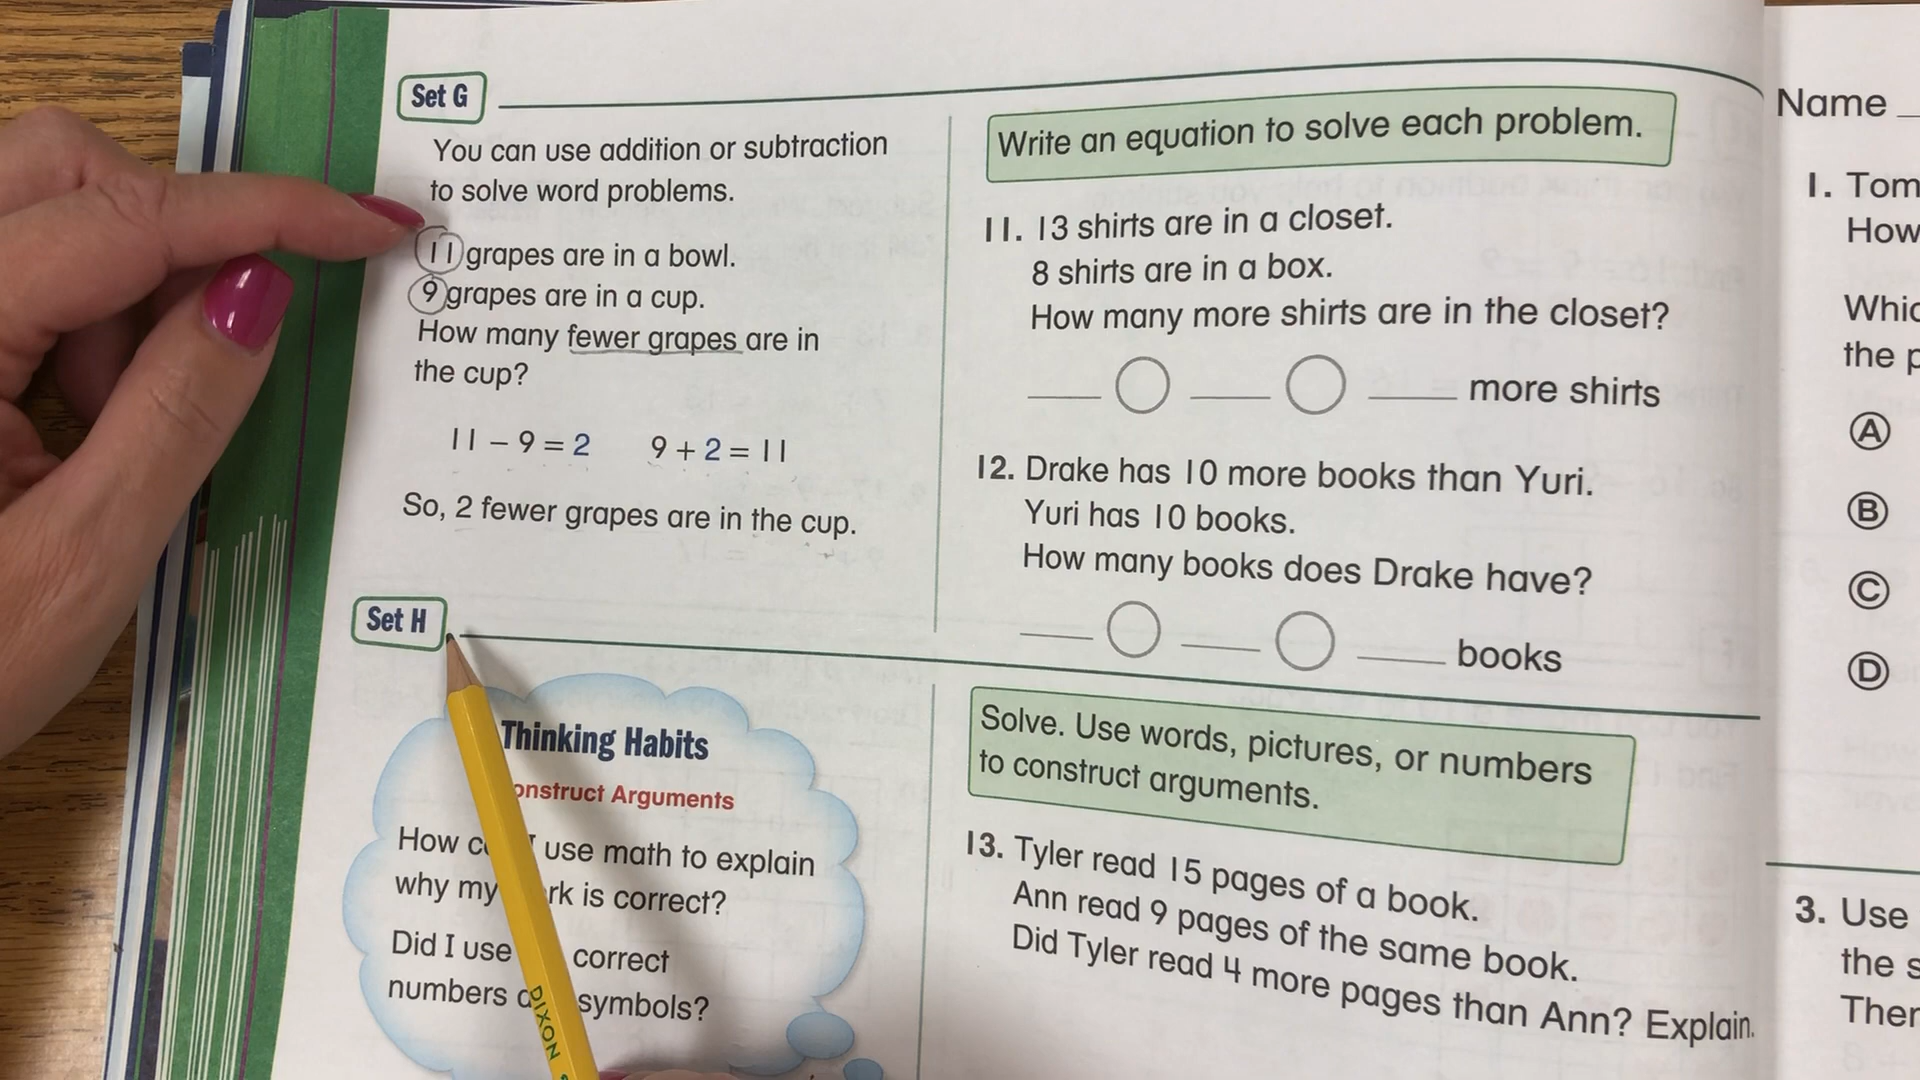 Set G
You can use addition or subtraction
to solve word problems.
11 grapes are in a bowl.
9 grapes are in a cup.
How many fewer grapes are in
the cup?
11 – 9 = 2 9 + 2 = 11
So, 2 fewer grapes are in the cup.
Write an equation to solve each problem.
11. 13 shirts are in a closet.
8 shirts are in a box.
How many more shirts are in the closet?
more shirts
12. Drake has 10 more books than Yuri.
Yuri has 10 books.
How many books does Drake have?
books
Set H
Thinking Habits
Construct Arguments
How use math to explain
why my is correct?
Did I use correct
numbers symbols?
Solve. Use words, pictures, or numbers
to construct arguments.
13. Tyler read 15 pages of a book.
Ann read 9 pages of the same book.
Did Tyler read 4 more pages than Ann? Explain.
DIXON
Name
1. Tom
How
the
A
B
C
D
3. Use
the